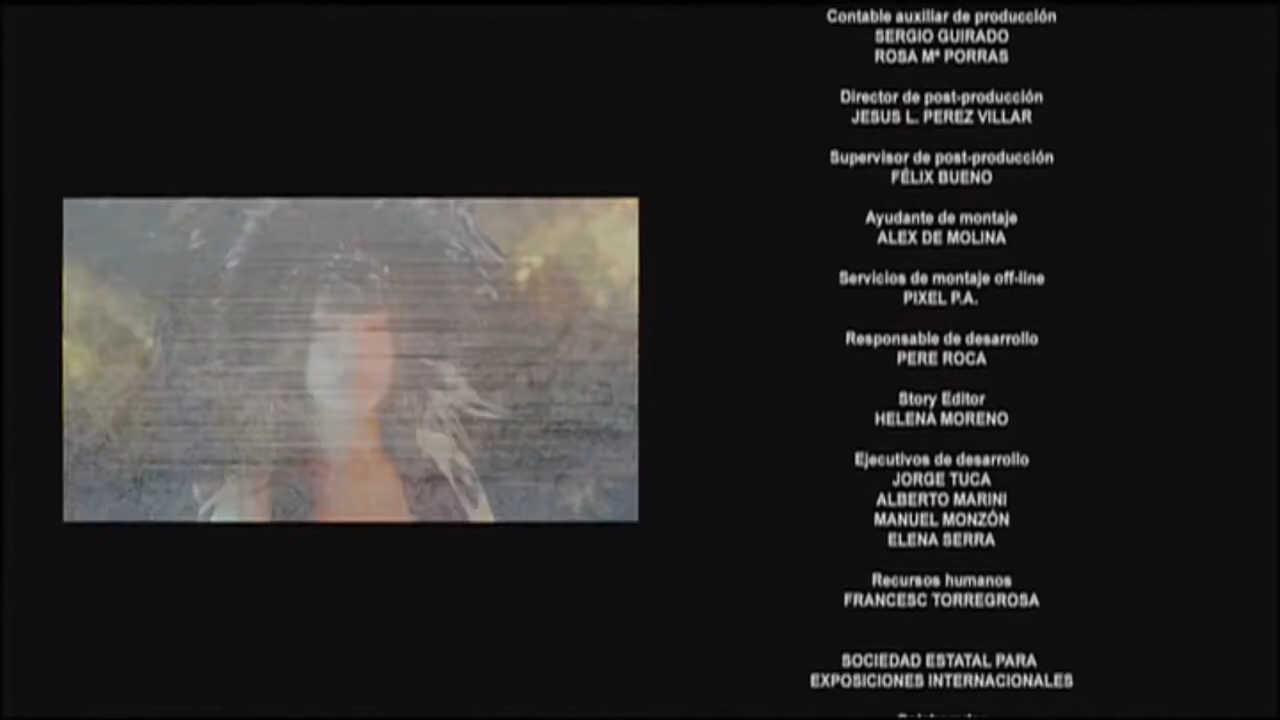 Contable auxiliar de producción
SERGIO GUIRADO
ROSA Mª PORRAS
Director de post-producción
JESUS L. PEREZ VILLAR
Supervisor de post-producción
FÉLIX BUENO
Ayudante de montaje
ALEX DE MOLINA
Servicios de montaje off-line
PIXEL P.A.
Responsable de desarrollo
PERE ROCA
Story Editor
HELENA MORENO
Ejecutivos de desarrollo
JORGE TUCA
ALBERTO MARINI
MANUEL MONZÓN
ELENA SERRA
Recursos humanos
FRANCESC TORREGROSA
SOCIEDAD ESTATAL PARA
EXPOSICIONES INTERNACIONALES